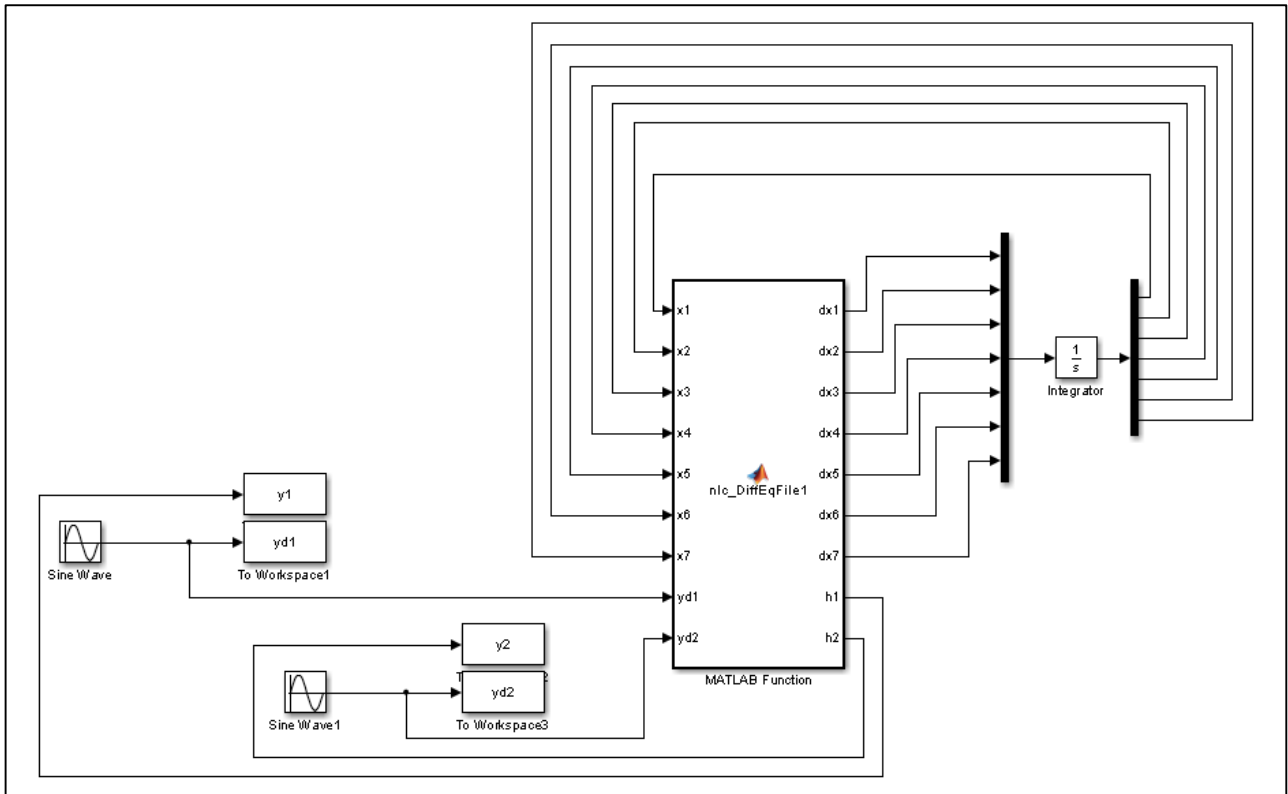 x1
x2
x3
x4
x5
x6
x7
yd1
yd2
dx1
dx2
dx3
dx4
dx5
dx6
dx7
h1
h2
nlc_DiffEqFile1
MATLAB Function
1
s
Integrator
y1
yd1
Sine Wave
To Workspace1
y2
yd2
Sine Wave1
To Workspace3